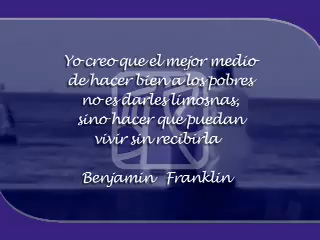 Yo creo que el mejor medio
de hacer bien a los pobres
no es darles limosnas,
sino hacer que puedan
vivir sin recibirla
Benjamin Franklin